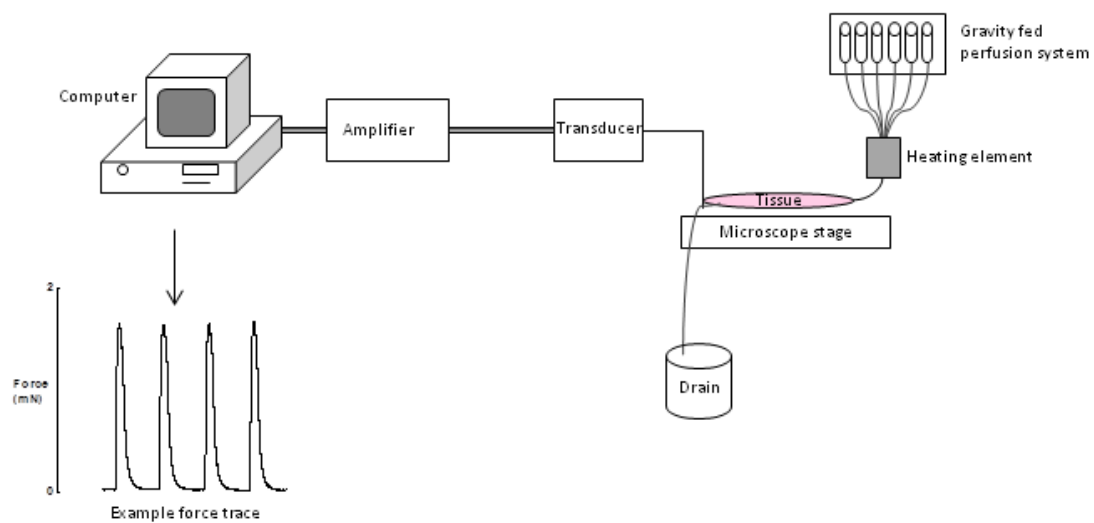 Gravity fed
perfusion system
Computer
Amplifier
Transducer
Heating element
Tissue
Microscope stage
2
Force
(mN)
0
Drain
Example force trace